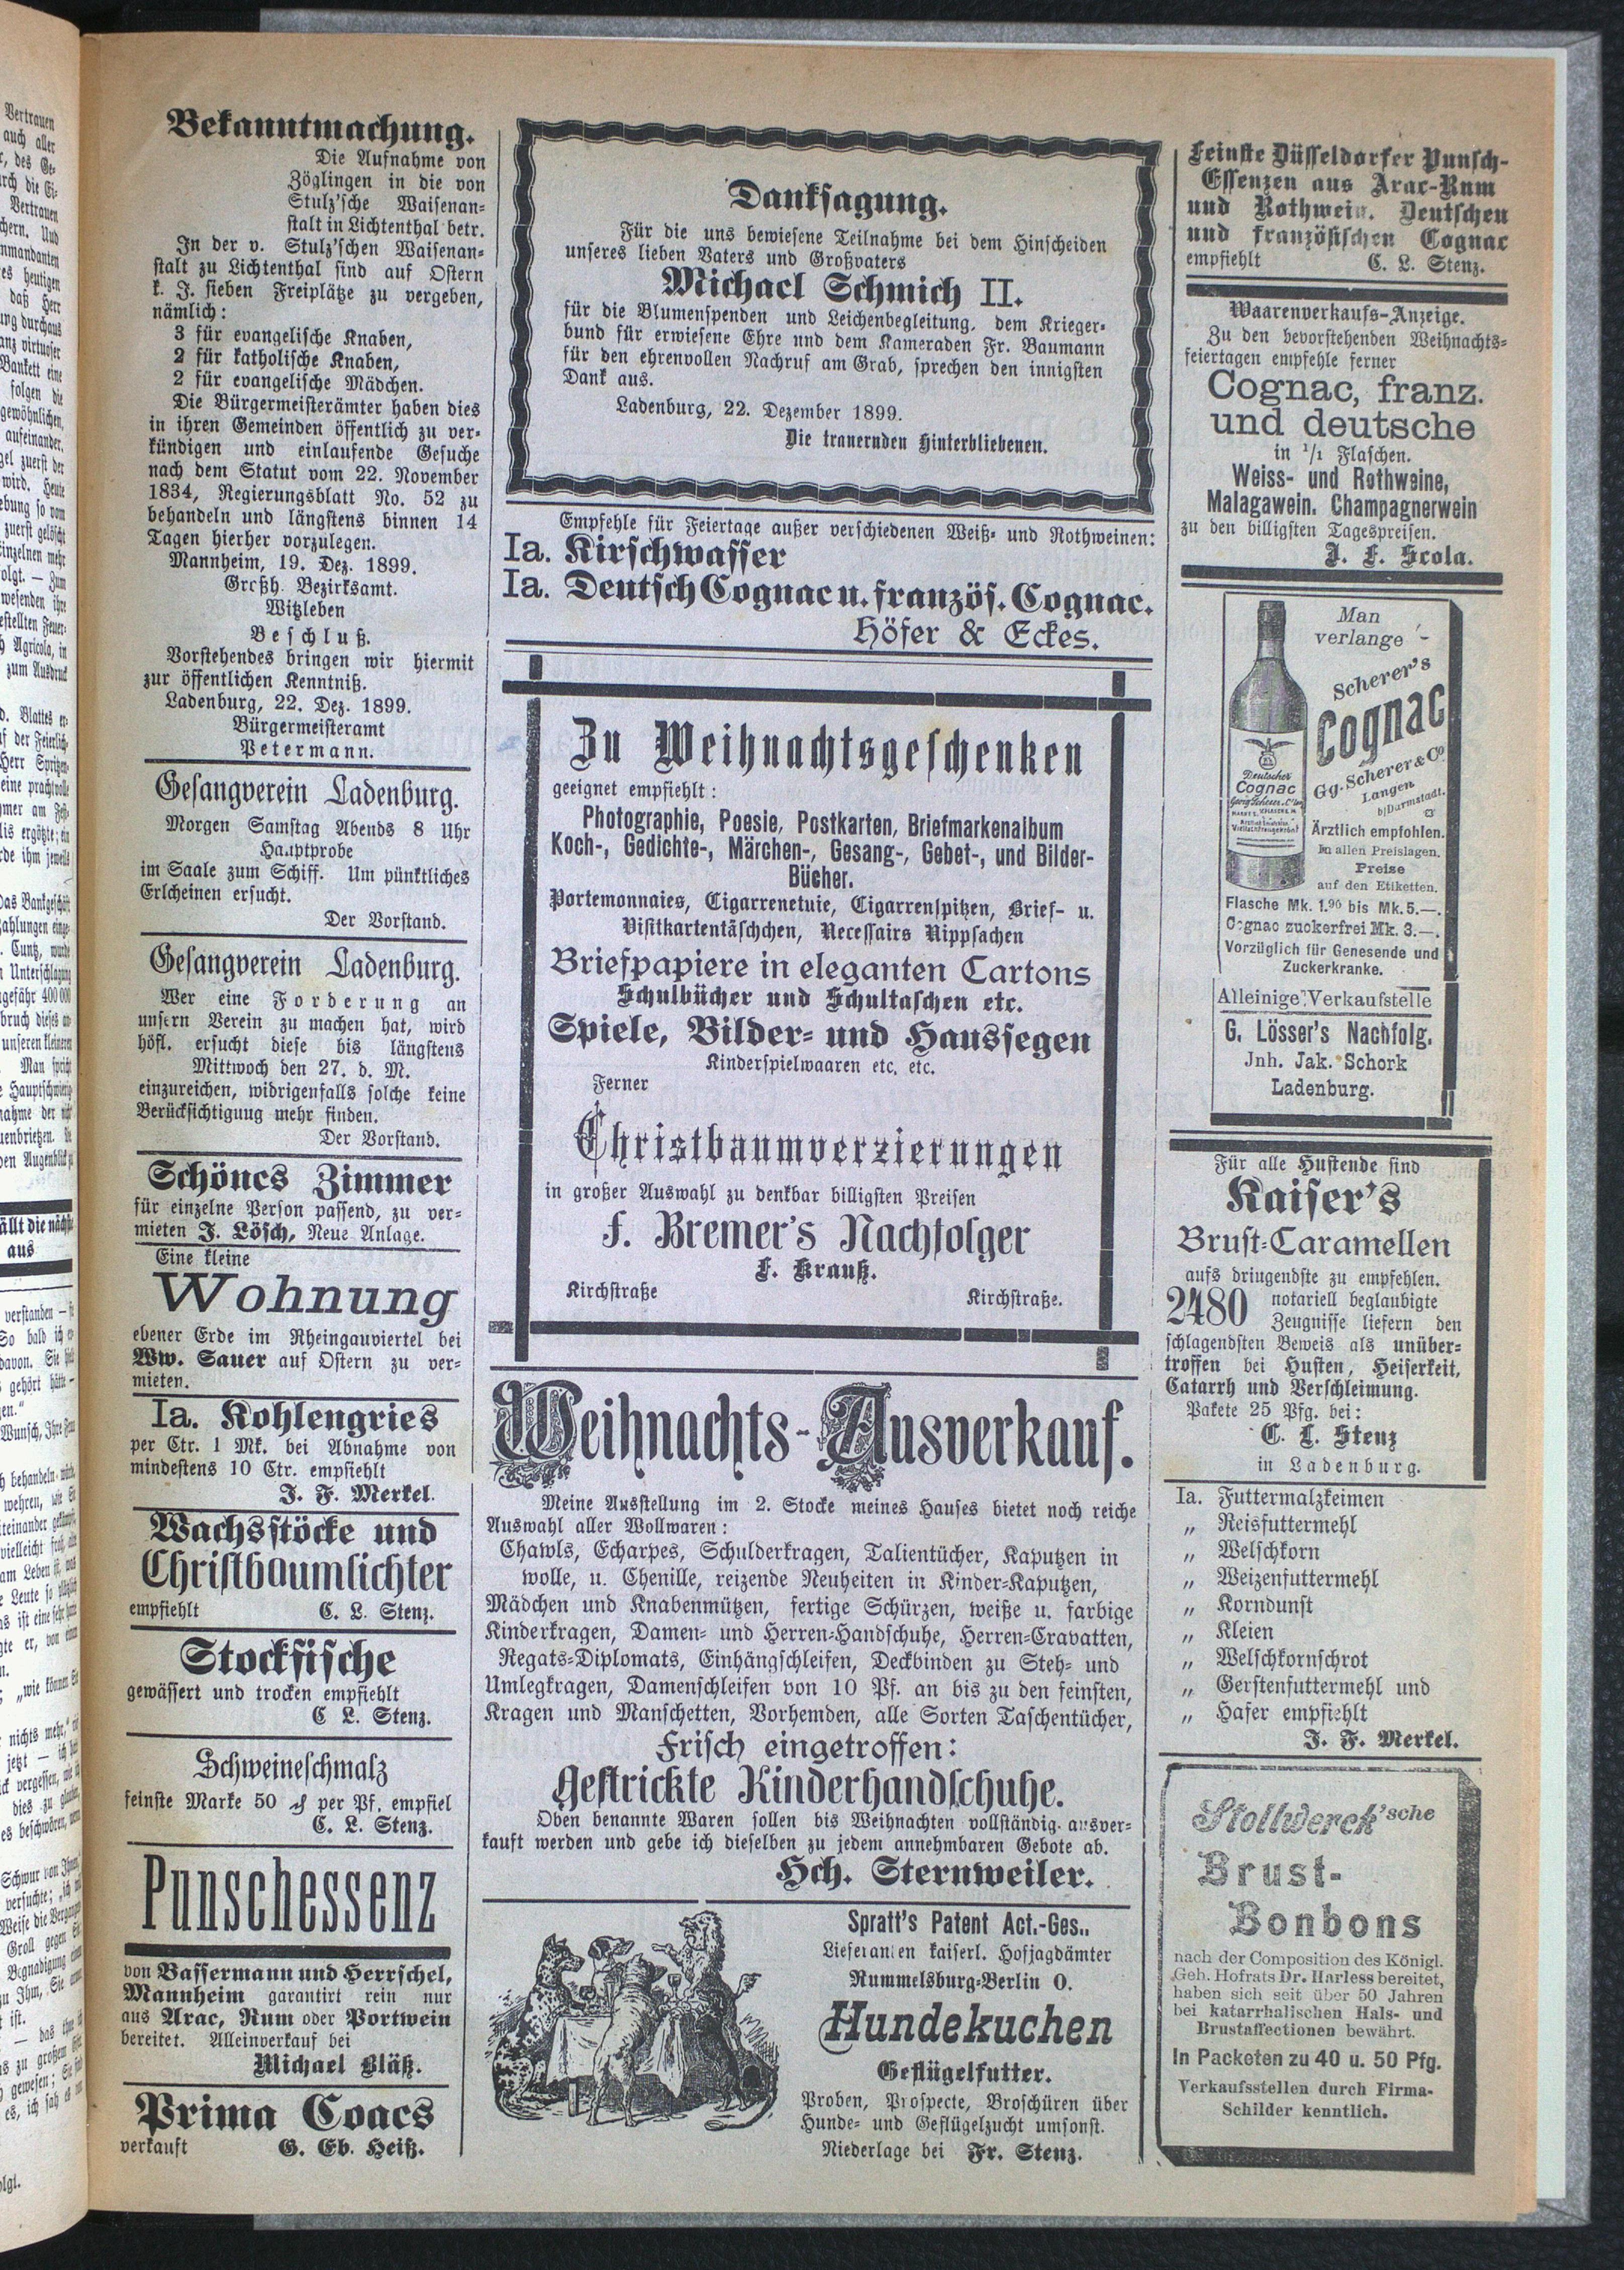 Bekanntmachung.
Die Aufnahme von
Zöglingen in die von
Stulz'sche Waisenan-
stalt in Lichtenthal betr.
In der v. Stulz'schen Waisenan-
stalt zu Lichtenthal sind auf Ostern
k. J. sieben Freiplätze zu vergeben,
nämlich:
3 für evangelische Knaben,
2 für katholische Knaben,
2 für evangelische Mädchen.
Die Bürgermeisterämter haben dies
in ihren Gemeinden öffentlich zu ver-
kündigen und einlaufende Gesuche
nach dem Statut vom 22. November
1834, Regierungsblatt No. 52 zu
behandeln und längstens binnen 14
Tagen hierher vorzulegen.
Mannheim, 19. Dez. 1899.
Großh. Bezirksamt.
Witzleben
Beschluß.
Vorstehendes bringen wir hiermit
zur öffentlichen Kenntniß.
Ladenburg, 22. Dez. 1899.
Bürgermeisteramt
Petermann.
Gesangverein Ladenburg.
Morgen Samstag Abends 8 Uhr
Hauptprobe
im Saale zum Schiff. Um pünktliches
Erscheinen ersucht.
Der Vorstand.
Gesangverein Ladenburg.
Wer eine Forderung an
unsern Verein zu machen hat, wird
höfl. ersucht diese bis längstens
Mittwoch den 27. d. M.
einzureichen, widrigenfalls solche keine
Berücksichtigung mehr finden.
Der Vorstand.
Schönes Zimmer
für einzelne Person passend, zu ver-
mieten J. Lösch, Neue Anlage.
Eine kleine
Wohnung
ebener Erde im Rheingauviertel bei
Ww. Sauer auf Ostern zu ver-
mieten.
Ia. Kohlengries
per Ctr. 1 Mk. bei Abnahme von
mindestens 10 Ctr. empfiehlt
J. F. Merkel.
Wachsstöcke und
Christbaumlichter
empfiehlt C. L. Stenz.
Stockfische
gewässert und trocken empfiehlt
C L. Stenz.
Schweineschmalz
feinste Marke 50 ₰ per Pf. empfiel
C. L. Stenz.
Punschessenz
von Bassermann und Herrschel,
Mannheim garantirt rein nur
aus Arac, Rum oder Portwein
bereitet. Alleinverkauf bei
Michael Bläß.
Prima Coacs
verkauft G. Eb. Heiß.
Danksagung.
Für die uns bewiesene Teilnahme bei dem Hinscheiden
unseres lieben Vaters und Großvaters
Michael Schmich II.
für die Blumenspenden und Leichenbegleitung, dem Krieger-
bund für erwiesene Ehre und dem Kameraden Fr. Baumann
für den ehrenvollen Nachruf am Grab, sprechen den innigsten
Dank aus.
Ladenburg, 22. Dezember 1899.
Die trauernden Hinterbliebenen.
Empfehle für Feiertage außer verschiedenen Weiß- und Rothweinen:
Ia. Kirschwasser
Ia. Deutsch Cognac u. französ. Cognac.
Höfer & Eckes.
Zu Weihnachtsgeschenken
geeignet empfiehlt:
Photographie, Poesie, Postkarten, Briefmarkenalbum
Koch-, Gedichte-, Märchen-, Gesang-, Gebet-, und Bilder-
Bücher.
Portemonnaies, Cigarrenetuie, Cigarrenspitzen, Brief- u.
Visitkartentäschchen, Necessairs Nippsachen
Briefpapiere in eleganten Cartons
Schulbücher und Schultaschen etc.
Spiele, Bilder- und Haussegen
Kinderspielwaaren etc. etc.
Ferner
Christbaumverzierungen
in großer Auswahl zu denkbar billigsten Preisen
F. Bremer's Nachfolger
F. Krauß.
Kirchstraße Kirchstraße.
Weihnachts-Ausverkauf.
Meine Ausstellung im 2. Stocke meines Hauses bietet noch reiche
Auswahl aller Wollwaren:
Chawls, Echarpes, Schulderkragen, Talientücher, Kaputzen in
wolle, u. Chenille, reizende Neuheiten in Kinder-Kaputzen,
Mädchen und Knabenmützen, fertige Schürzen, weiße u. farbige
Kinderkragen, Damen- und Herren-Handschuhe, Herren-Cravatten,
Regats-Diplomats, Einhängschleifen, Deckbinden zu Steh- und
Umlegkragen, Damenschleifen von 10 Pf. an bis zu den feinsten,
Kragen und Manschetten, Vorhemden, alle Sorten Taschentücher,
Frisch eingetroffen:
Gestrickte Kinderhandschuhe.
Oben benannte Waren sollen bis Weihnachten vollständig ausver-
kauft werden und gebe ich dieselben zu jedem annehmbaren Gebote ab.
Hch. Sternweiler.
Spratt's Patent Act.-Ges.,
Lieferanten kaiserl. Hofjagdämter
Rummelsburg-Berlin O.
Hundekuchen
Geflügelfutter.
Proben, Prospecte, Broschüren über
Hunde- und Geflügelzucht umsonst.
Niederlage bei Fr. Stenz.
Feinste Düsseldorfer Punsch-
Essenzen aus Arac-Rum
und Rothwein. Deutschen
und französischen Cognac
empfiehlt C. L. Stenz.
Waarenverkaufs-Anzeige.
Zu den bevorstehenden Weihnachts-
feiertagen empfehle ferner
Cognac, franz.
und deutsche
in 1/1 Flaschen.
Weiss- und Rothweine,
Malagawein. Champagnerwein
zu den billigsten Tagespreisen.
J. F. Scola.
Man
verlange
Scherer's
Cognac
Gg. Scherer & Co.
Langen
b/Darmstadt.
Deutscher
Cognac
Ärztlich empfohlen.
In allen Preislagen.
Preise
auf den Etiketten.
Flasche Mk. 1.90 bis Mk. 5.—.
Cognac zuckerfrei Mk. 3.—.
Vorzüglich für Genesende und
Zuckerkranke.
Alleinige Verkaufstelle
G. Lösser's Nachfolg.
Jnh. Jak. Schork
Ladenburg.
Für alle Hustende sind
Kaiser's
Brust-Caramellen
aufs dringendste zu empfehlen.
2480 notariell beglaubigte
Zeugnisse liefern den
schlagendsten Beweis als unüber-
troffen bei Husten, Heiserkeit,
Catarrh und Verschleimung.
Pakete 25 Pfg. bei:
C. L. Stenz
in Ladenburg.
Ia. Futtermalzkeimen
„ Reisfuttermehl
„ Welschkorn
„ Weizenfuttermehl
„ Korndunst
„ Kleien
„ Welschkornschrot
„ Gerstenfuttermehl und
„ Hafer empfiehlt
J. F. Merkel.
Stollwerck'sche
Brust-
Bonbons
nach der Composition des Königl.
Geh. Hofrats Dr. Harless bereitet,
haben sich seit über 50 Jahren
bei katarrhalischen Hals- und
Brustaffectionen bewährt.
In Packeten zu 40 u. 50 Pfg.
Verkaufsstellen durch Firma-
Schilder kenntlich.